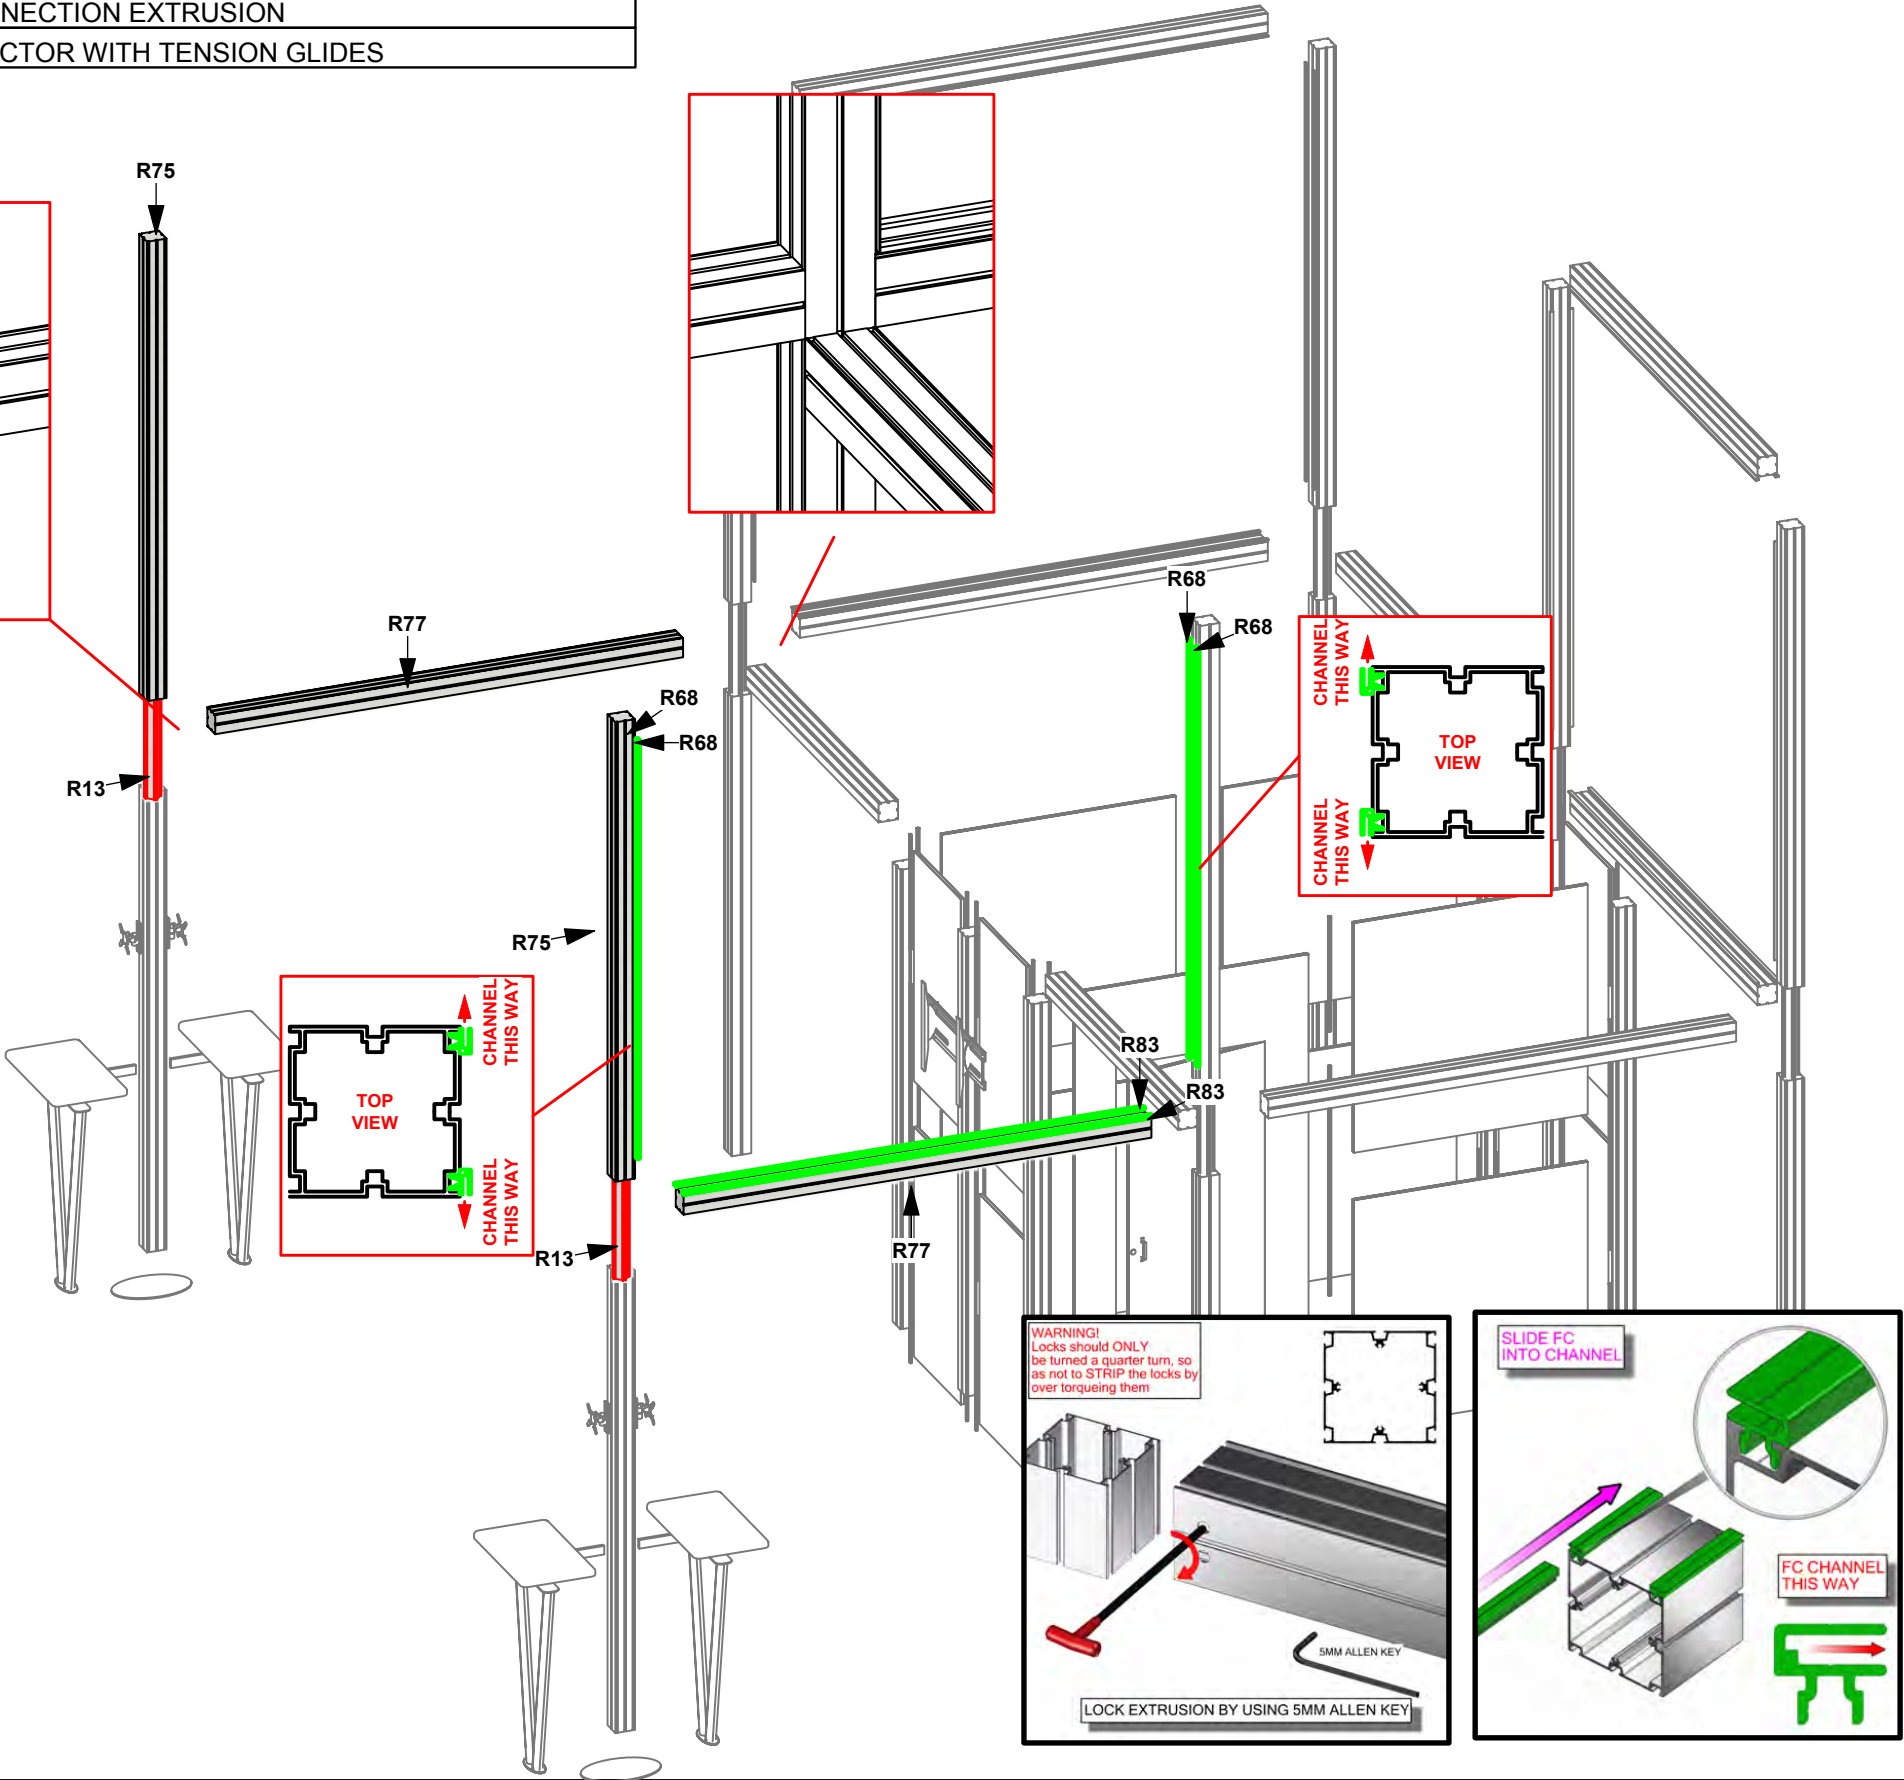 NECTION EXTRUSION
CTOR WITH TENSION GLIDES
R75
R77
R68
R68
R13
R68
R68
CHANNEL
THIS WAY
TOP
VIEW
CHANNEL
THIS WAY
R75
CHANNEL
THIS WAY
TOP
VIEW
CHANNEL
THIS WAY
R83
R83
R13
R77
WARNING!
Locks should ONLY
be turned a quarter turn, so
as not to STRIP the locks by
over torqueing them
5MM ALLEN KEY
LOCK EXTRUSION BY USING 5MM ALLEN KEY
SLIDE FC
INTO CHANNEL
FC CHANNEL
THIS WAY